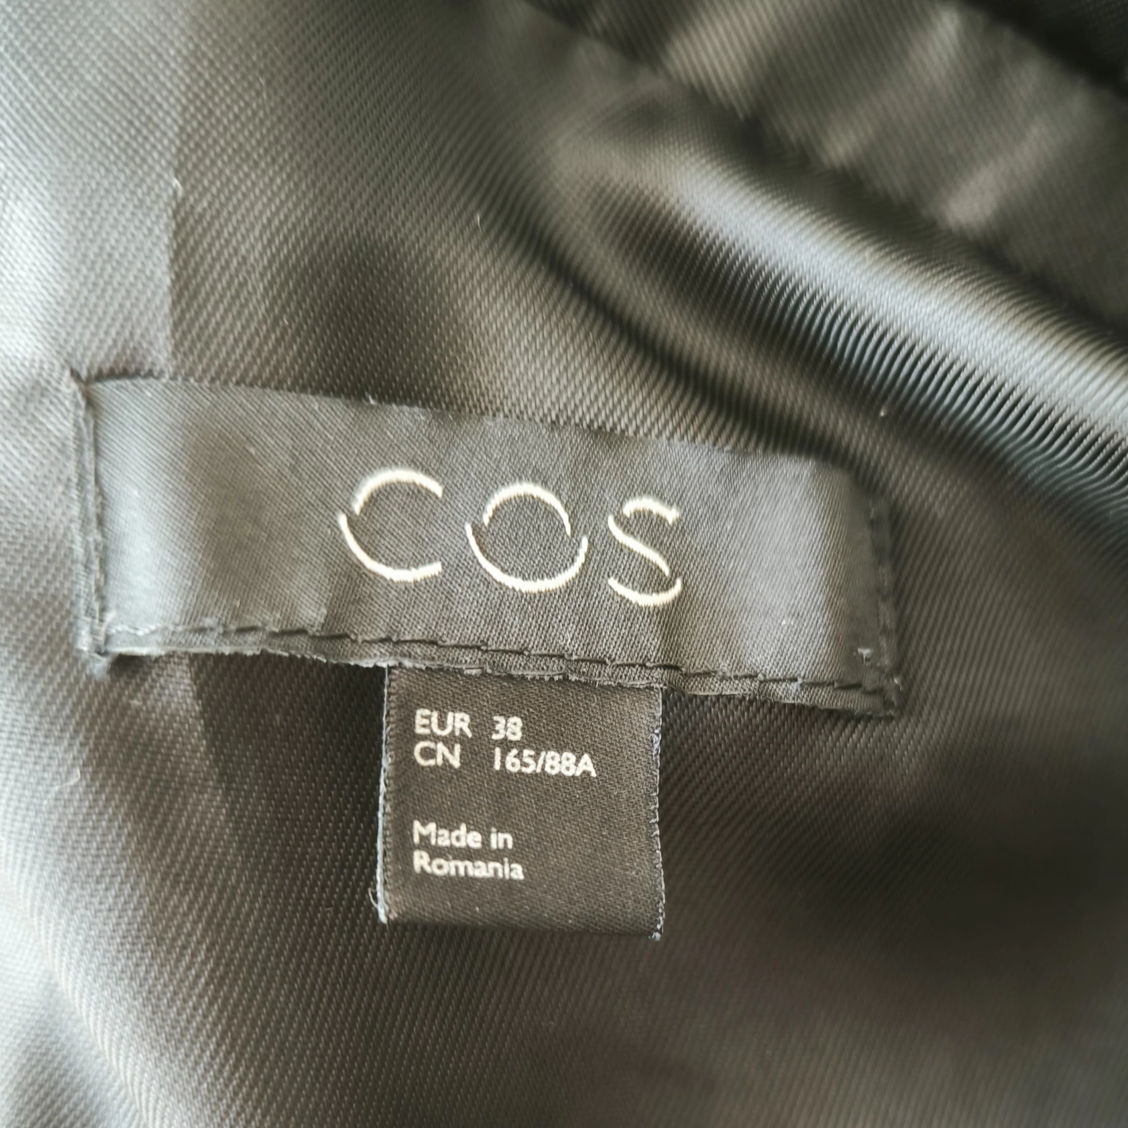 COS
EUR 38
CN 165/88A
Made in
Romania